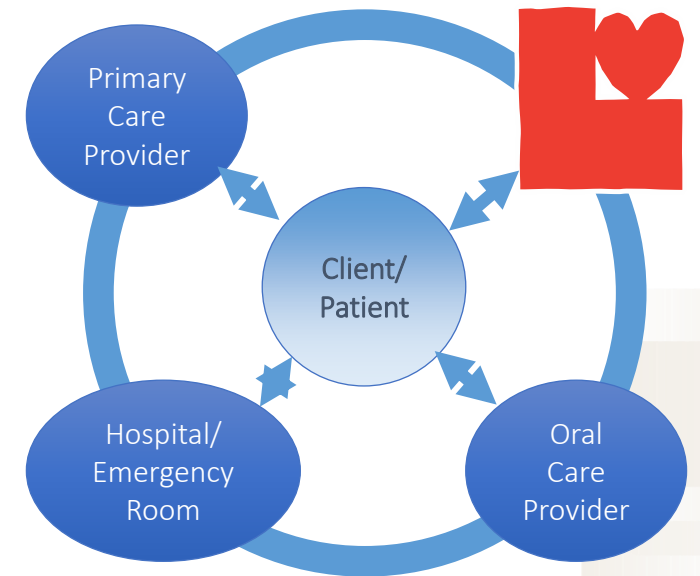 Primary
Care
Provider
Client/
Patient
Hospital/
Emergency
Room
Oral
Care
Provider